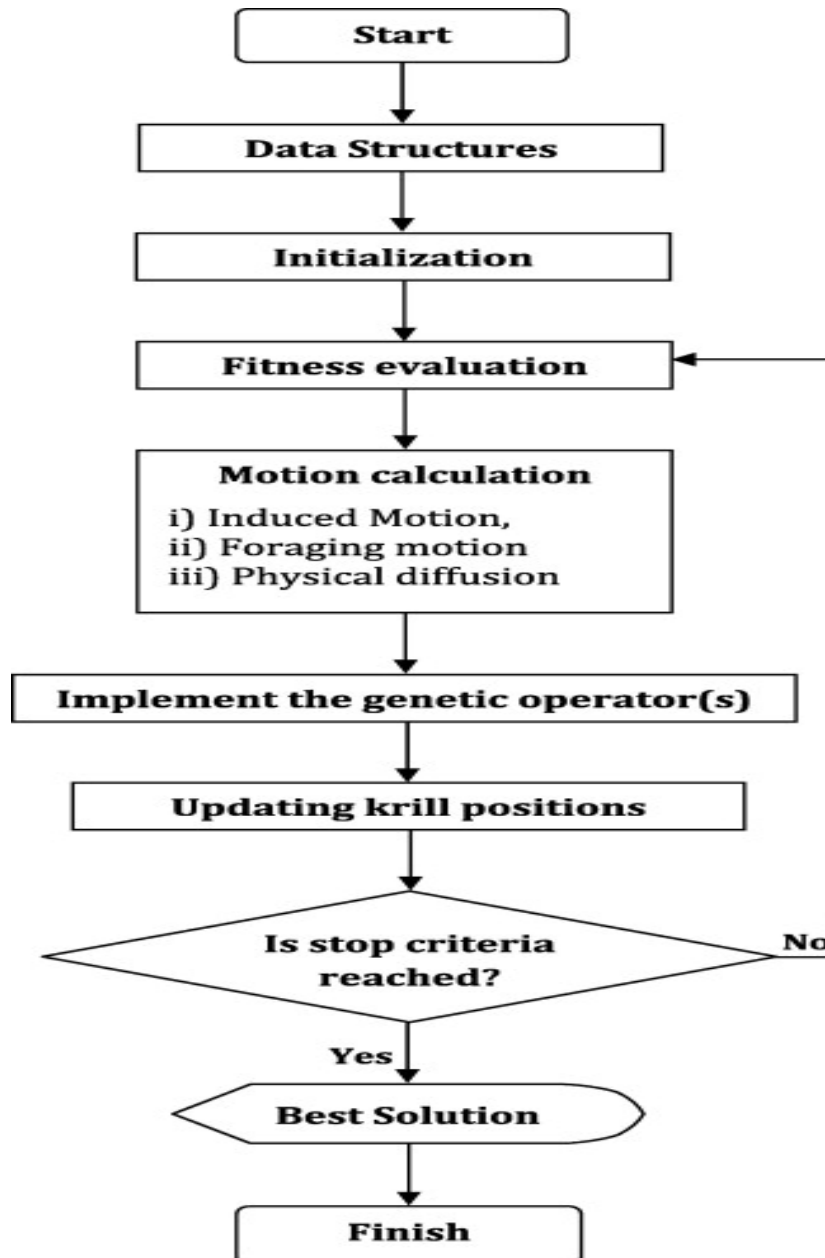 Start
Data Structures
Initialization
Fitness evaluation
Motion calculation
i) Induced Motion,
ii) Foraging motion
iii) Physical diffusion
Implement the genetic operator(s)
Updating krill positions
Is stop criteria
reached?
No
Yes
Best Solution
Finish